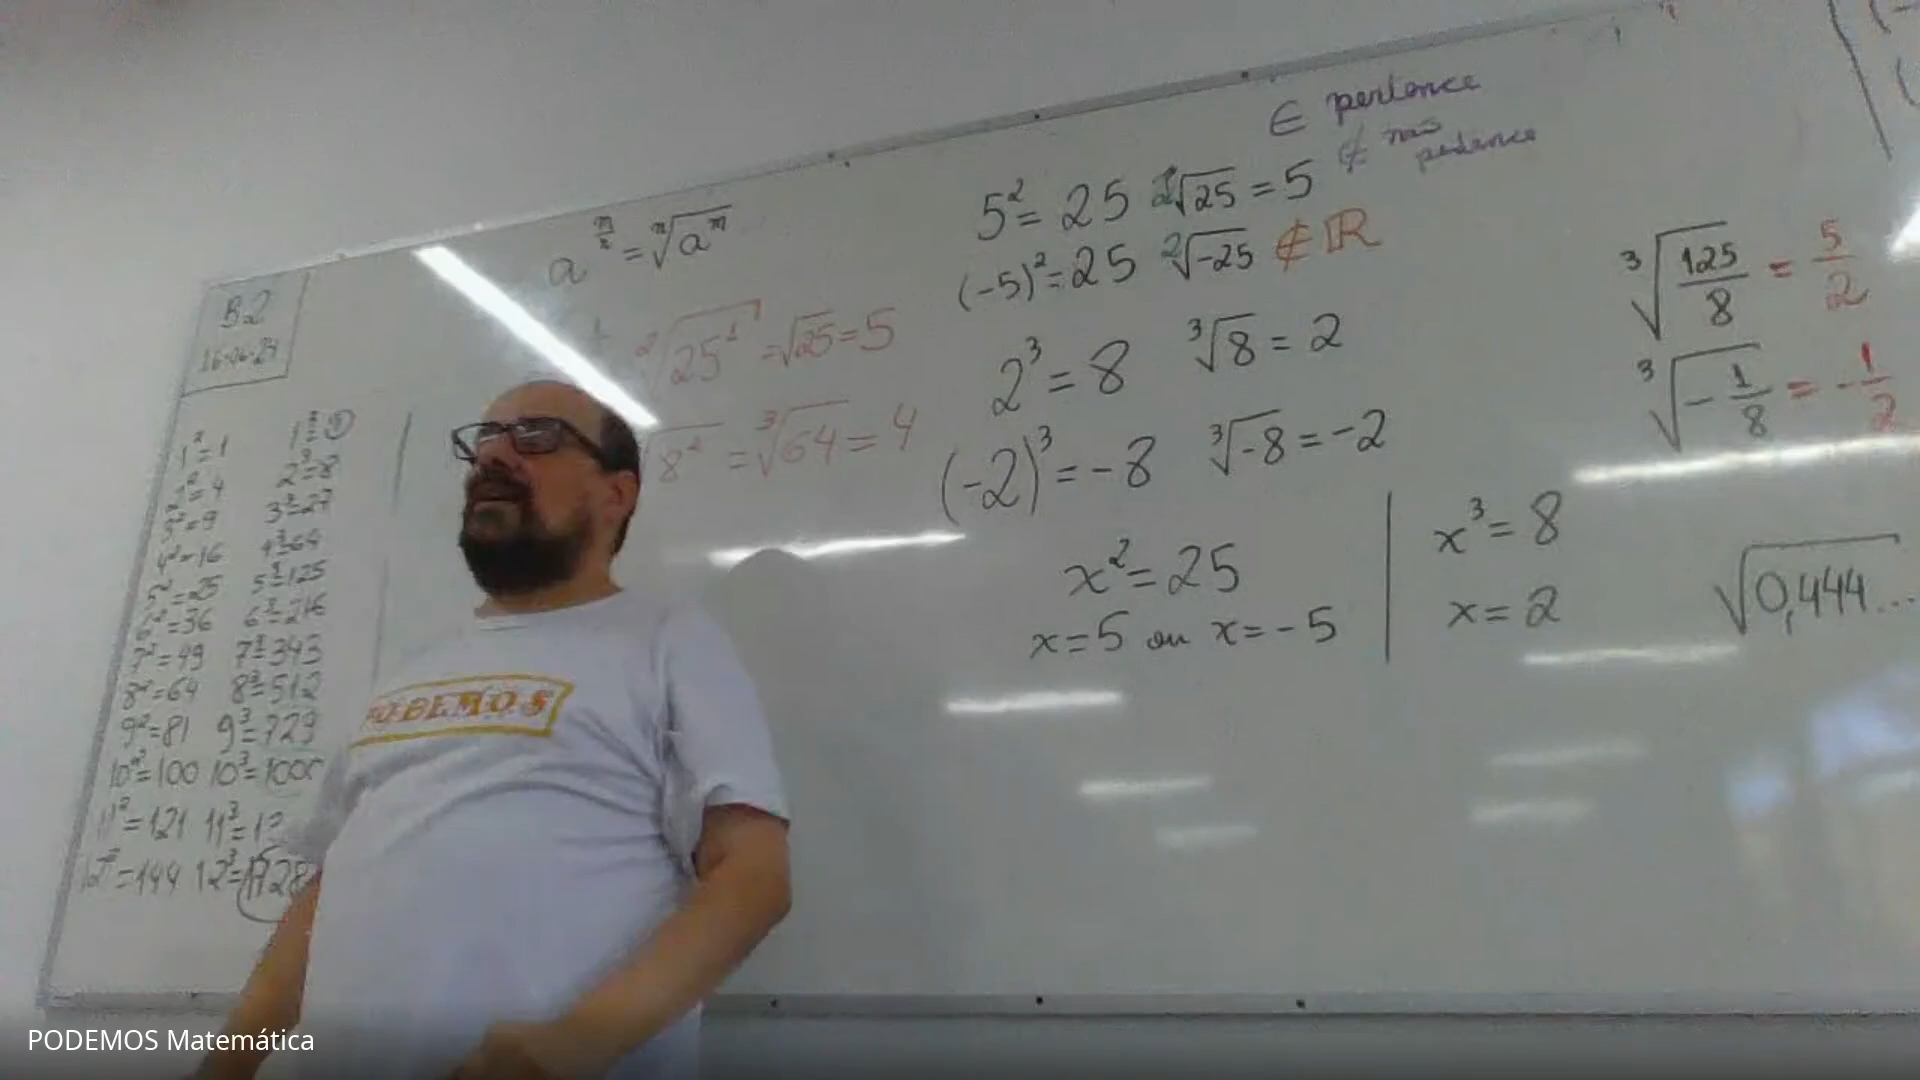 B.2
16-06-24
1²=1 1³=1
2²=4 2³=8
3²=9 3³=27
4²=16 4³=64
5²=25 5³=125
6²=36 6³=216
7²=49 7³=343
8²=64 8³=512
9²=81 9³=729
10²=100 10³=1000
11²=121 11³=13
12²=144 12³=1728
a^(m/n) = ⁿ√(a^m)
²√(25¹) = √25 = 5
√(8²) = ³√64 = 4
∈ pertence
∉ não pertence
5² = 25 ²√25 = 5
(-5)² = 25 ²√-25 ∉ ℝ
2³ = 8 ³√8 = 2
(-2)³ = -8 ³√-8 = -2
x² = 25
x = 5 ou x = -5
x³ = 8
x = 2
³√(125/8) = 5/2
³√(-1/8) = -1/2
√0,444...
PODEMOS
PODEMOS Matemática